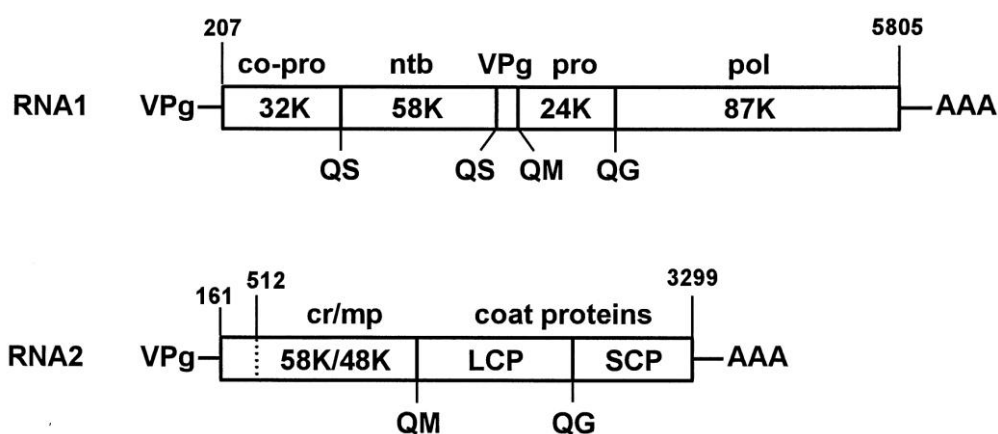 207 5805
co-pro ntb VPg pro pol
RNA1 VPg 32K 58K 24K 87K AAA
QS QS QM QG
512 3299
161
cr/mp coat proteins
RNA2 VPg 58K/48K LCP SCP AAA
QM QG